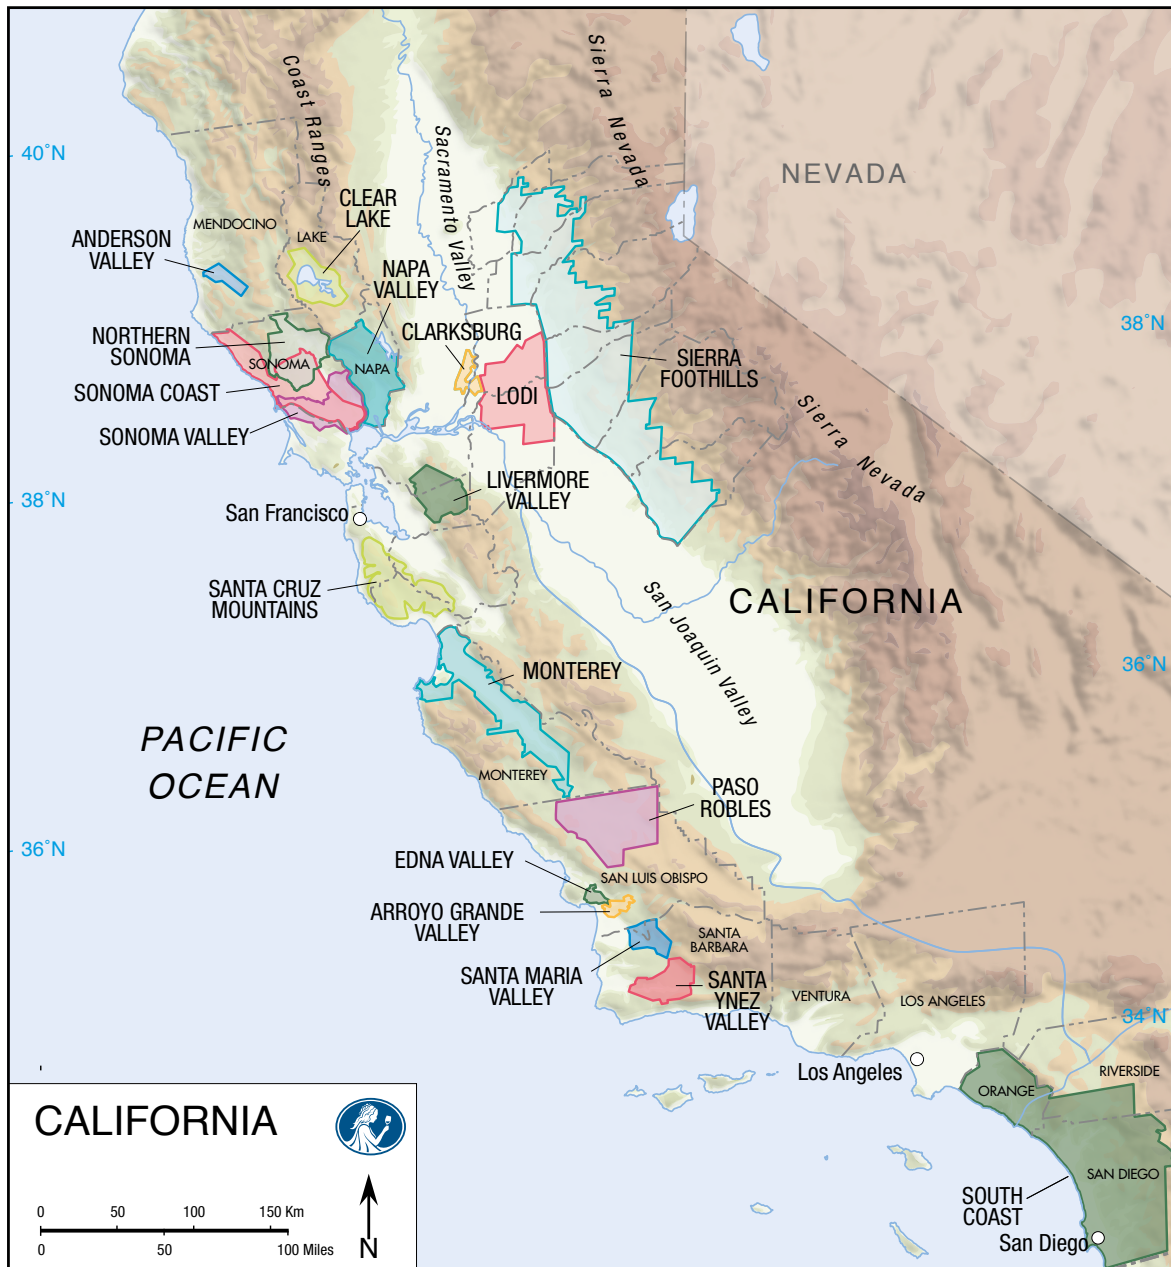 Coast Ranges
Sierra Nevada
Sacramento Valley
40°N
NEVADA
MENDOCINO
LAKE
CLEAR
LAKE
ANDERSON
VALLEY
NAPA
VALLEY
38°N
NORTHERN
SONOMA
CLARKSBURG
SIERRA
FOOTHILLS
SONOMA
NAPA
SONOMA COAST
LODI
SONOMA VALLEY
Sierra Nevada
LIVERMORE
VALLEY
38°N
San Francisco
SANTA CRUZ
MOUNTAINS
San Joaquin Valley
CALIFORNIA
36°N
MONTEREY
PACIFIC
OCEAN
MONTEREY
PASO
ROBLES
36°N
EDNA VALLEY
SAN LUIS OBISPO
ARROYO GRANDE
VALLEY
SANTA
BARBARA
SANTA MARIA
VALLEY
SANTA
YNEZ
VALLEY
VENTURA
LOS ANGELES
34°N
Los Angeles
RIVERSIDE
ORANGE
SAN DIEGO
SOUTH
COAST
San Diego
CALIFORNIA
0 50 100 150 Km
0 50 100 Miles
N